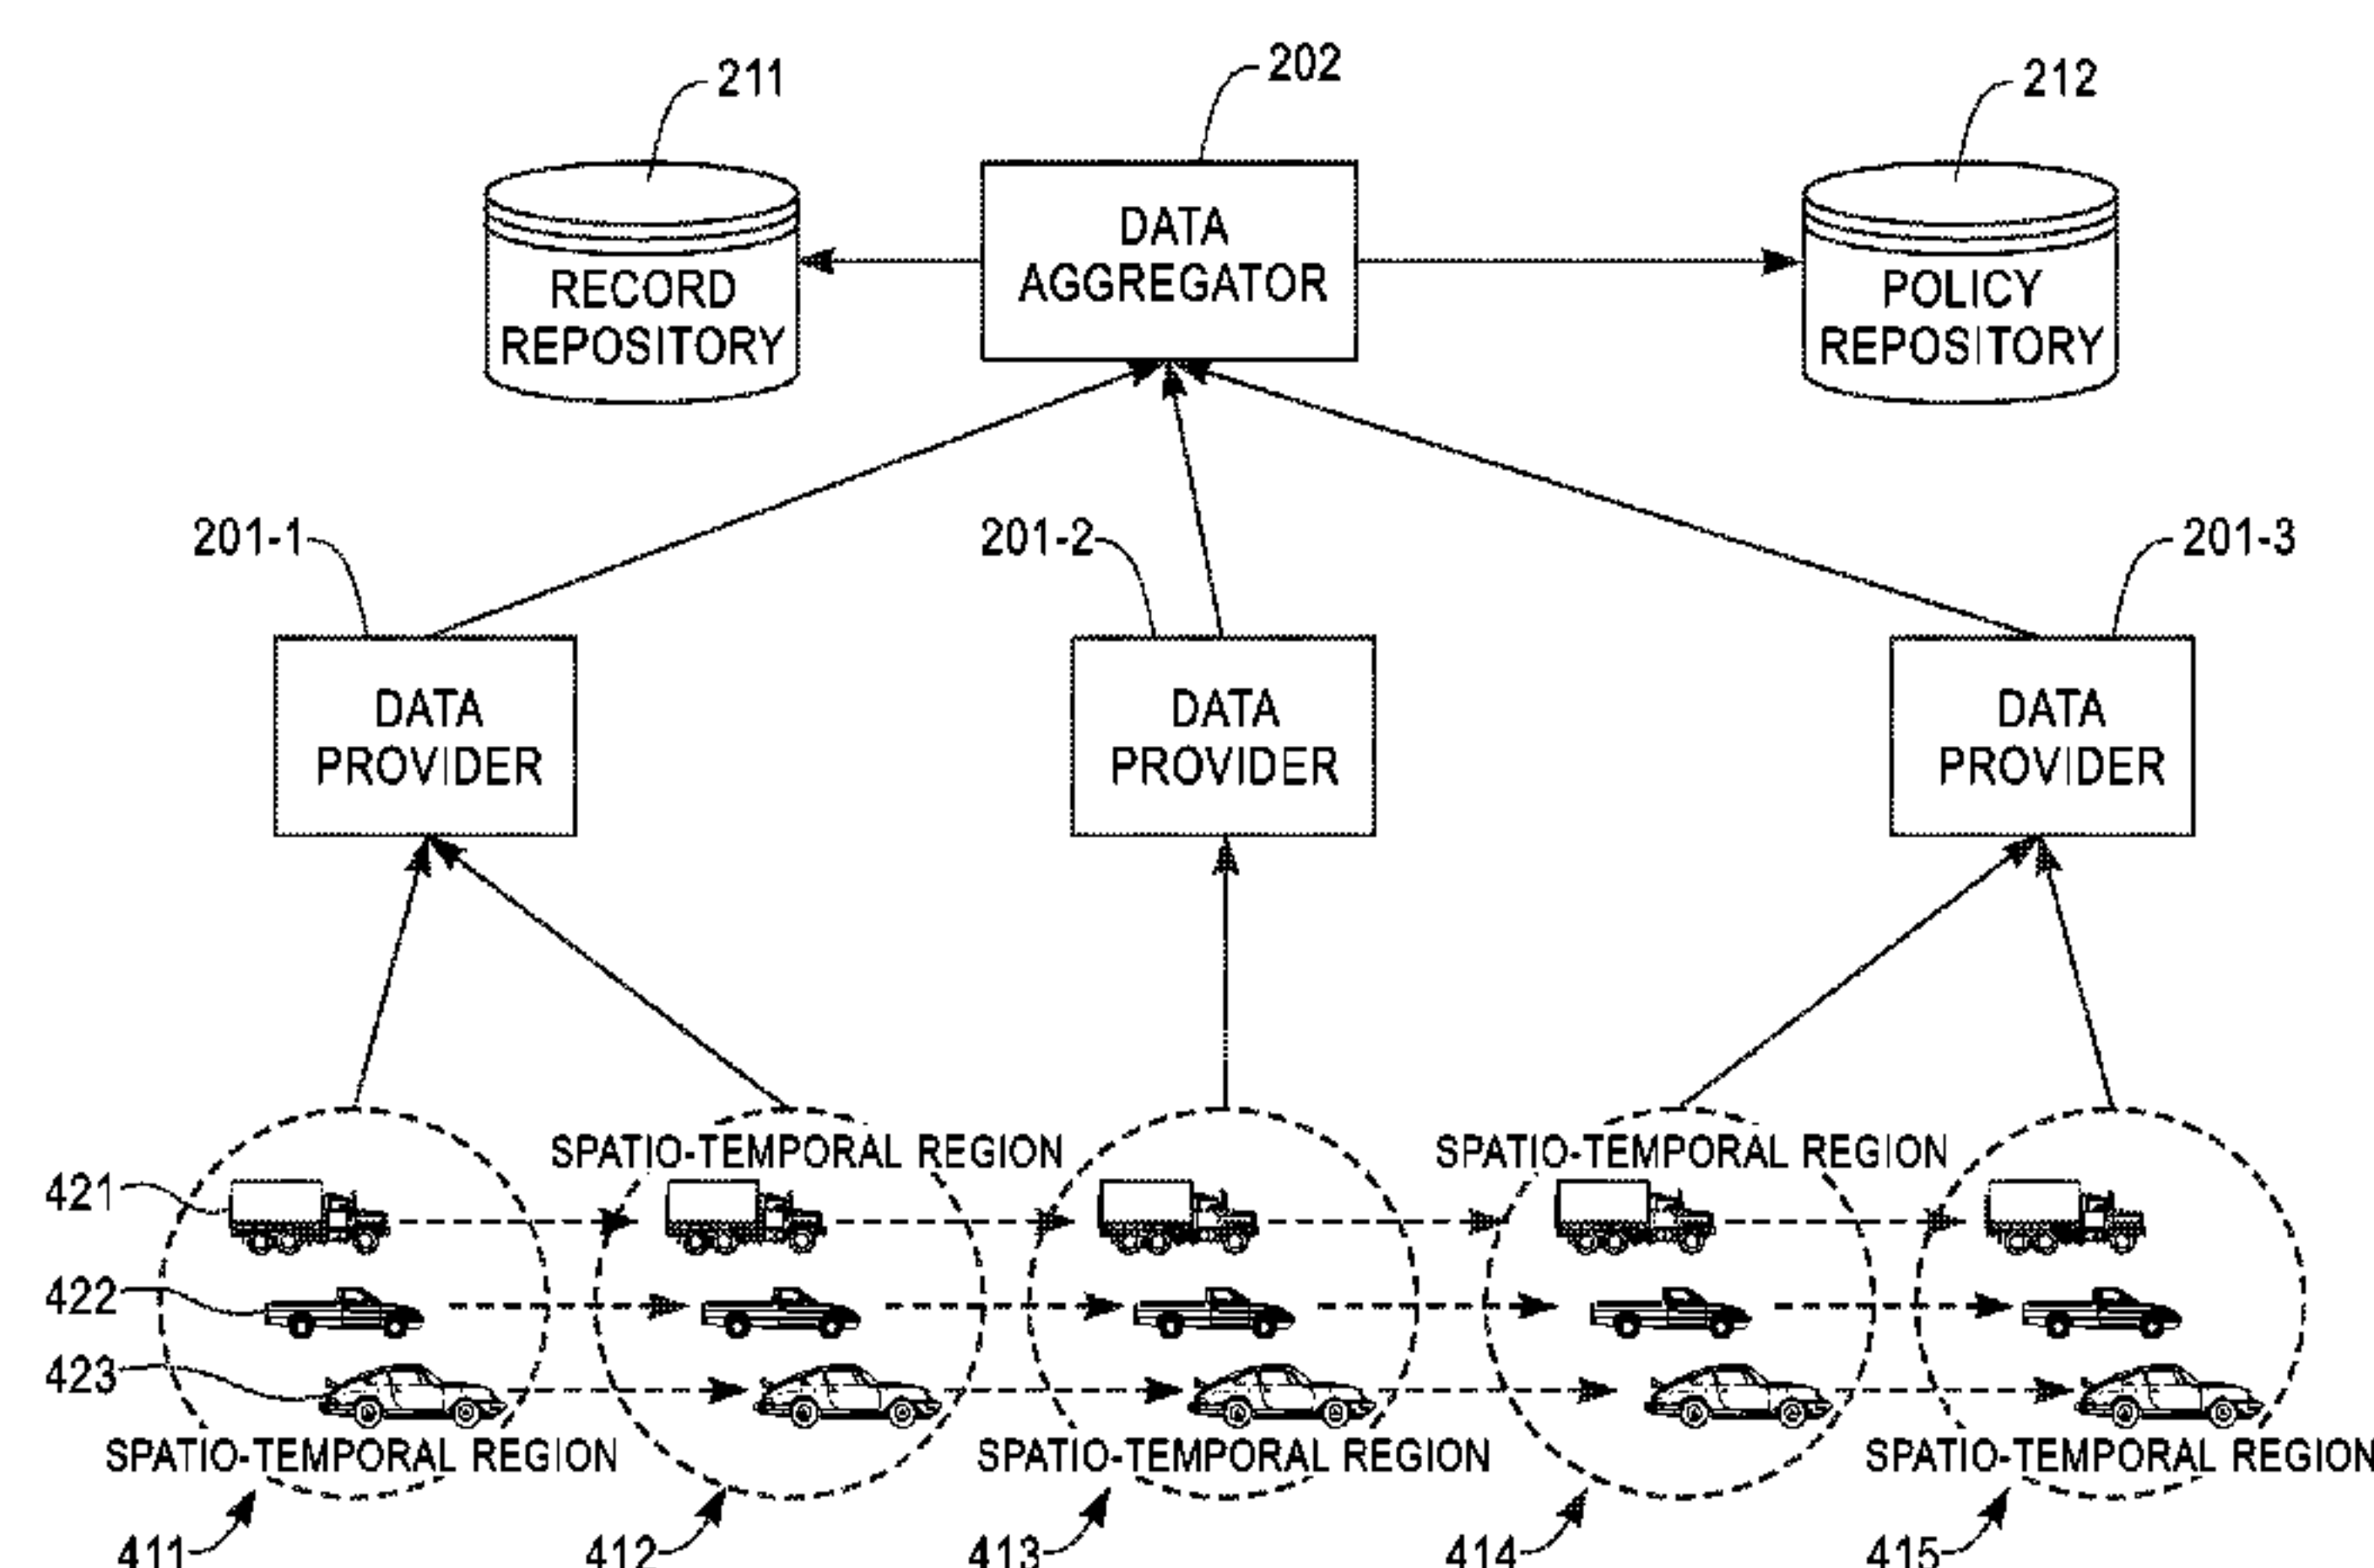 211
202
212
DATA
AGGREGATOR
RECORD
REPOSITORY
POLICY
REPOSITORY
201-1
201-2
201-3
DATA
PROVIDER
DATA
PROVIDER
DATA
PROVIDER
SPATIO-TEMPORAL REGION
SPATIO-TEMPORAL REGION
421
422
423
SPATIO-TEMPORAL REGION
SPATIO-TEMPORAL REGION
SPATIO-TEMPORAL REGION
411
412
413
414
415